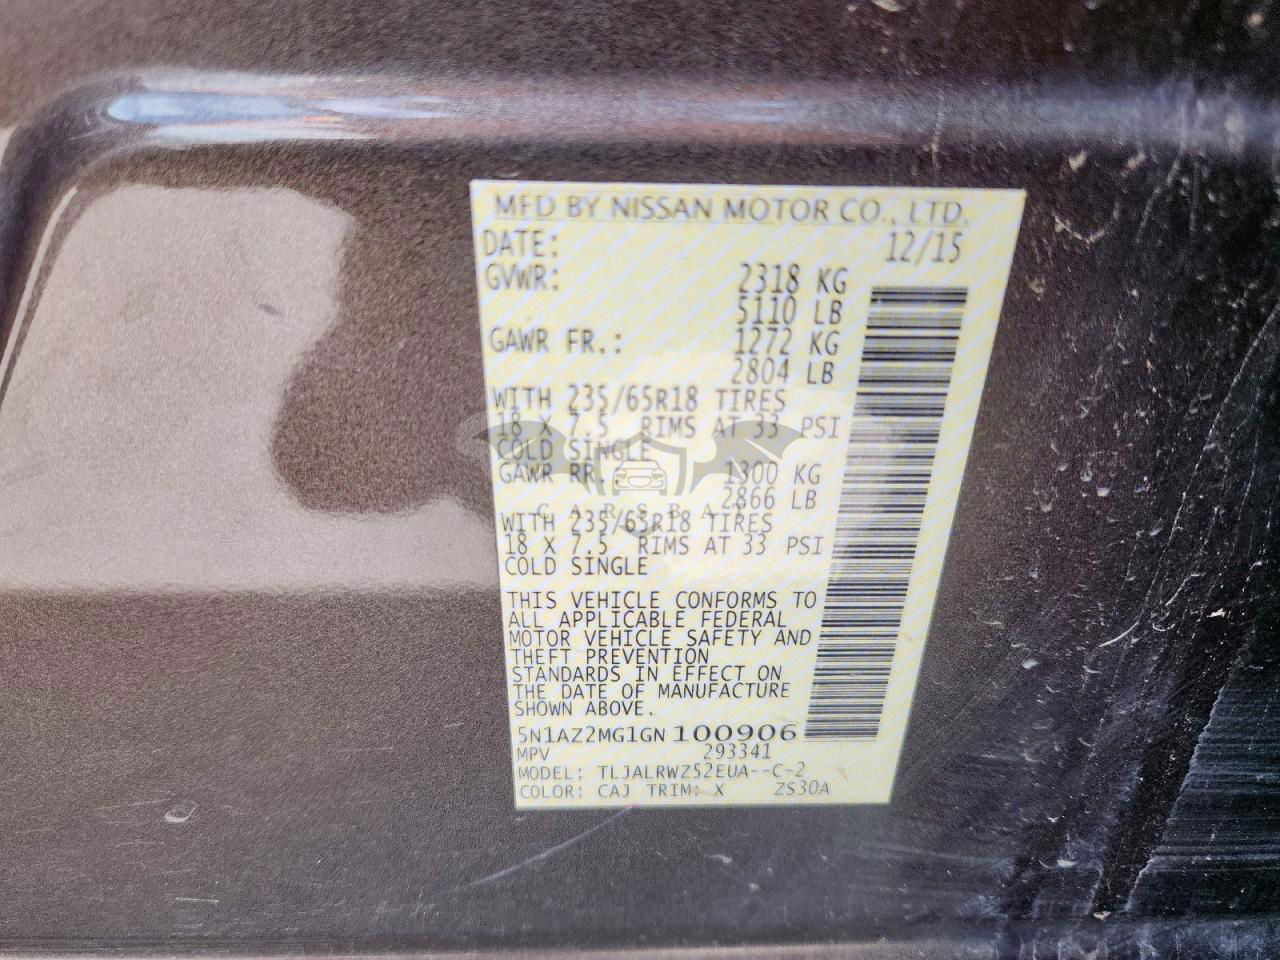 MFD BY NISSAN MOTOR CO., LTD.
DATE: 12/15
GVWR: 2318 KG
5110 LB
GAWR FR.: 1272 KG
2804 LB
WITH 235/65R18 TIRES
18 X 7.5 RIMS AT 33 PSI
COLD SINGLE
GAWR RR.: 1300 KG
2866 LB
CARSBAT
WITH 235/65R18 TIRES
18 X 7.5 RIMS AT 33 PSI
COLD SINGLE
THIS VEHICLE CONFORMS TO
ALL APPLICABLE FEDERAL
MOTOR VEHICLE SAFETY AND
THEFT PREVENTION
STANDARDS IN EFFECT ON
THE DATE OF MANUFACTURE
SHOWN ABOVE.
5N1AZ2MG1GN100906
MPV 293341
MODEL: TLJALRWZ52EUA--C-2
COLOR: CAJ TRIM: X ZS30A